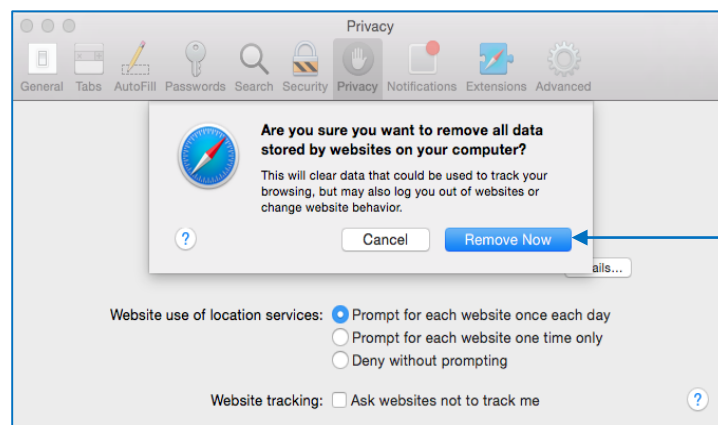 Privacy
General Tabs AutoFill Passwords Search Security Privacy Notifications Extensions Advanced
Are you sure you want to remove all data
stored by websites on your computer?
This will clear data that could be used to track your
browsing, but may also log you out of websites or
change website behavior.
? Cancel Remove Now
ails...
Website use of location services: Prompt for each website once each day
Prompt for each website one time only
Deny without prompting
Website tracking: Ask websites not to track me ?